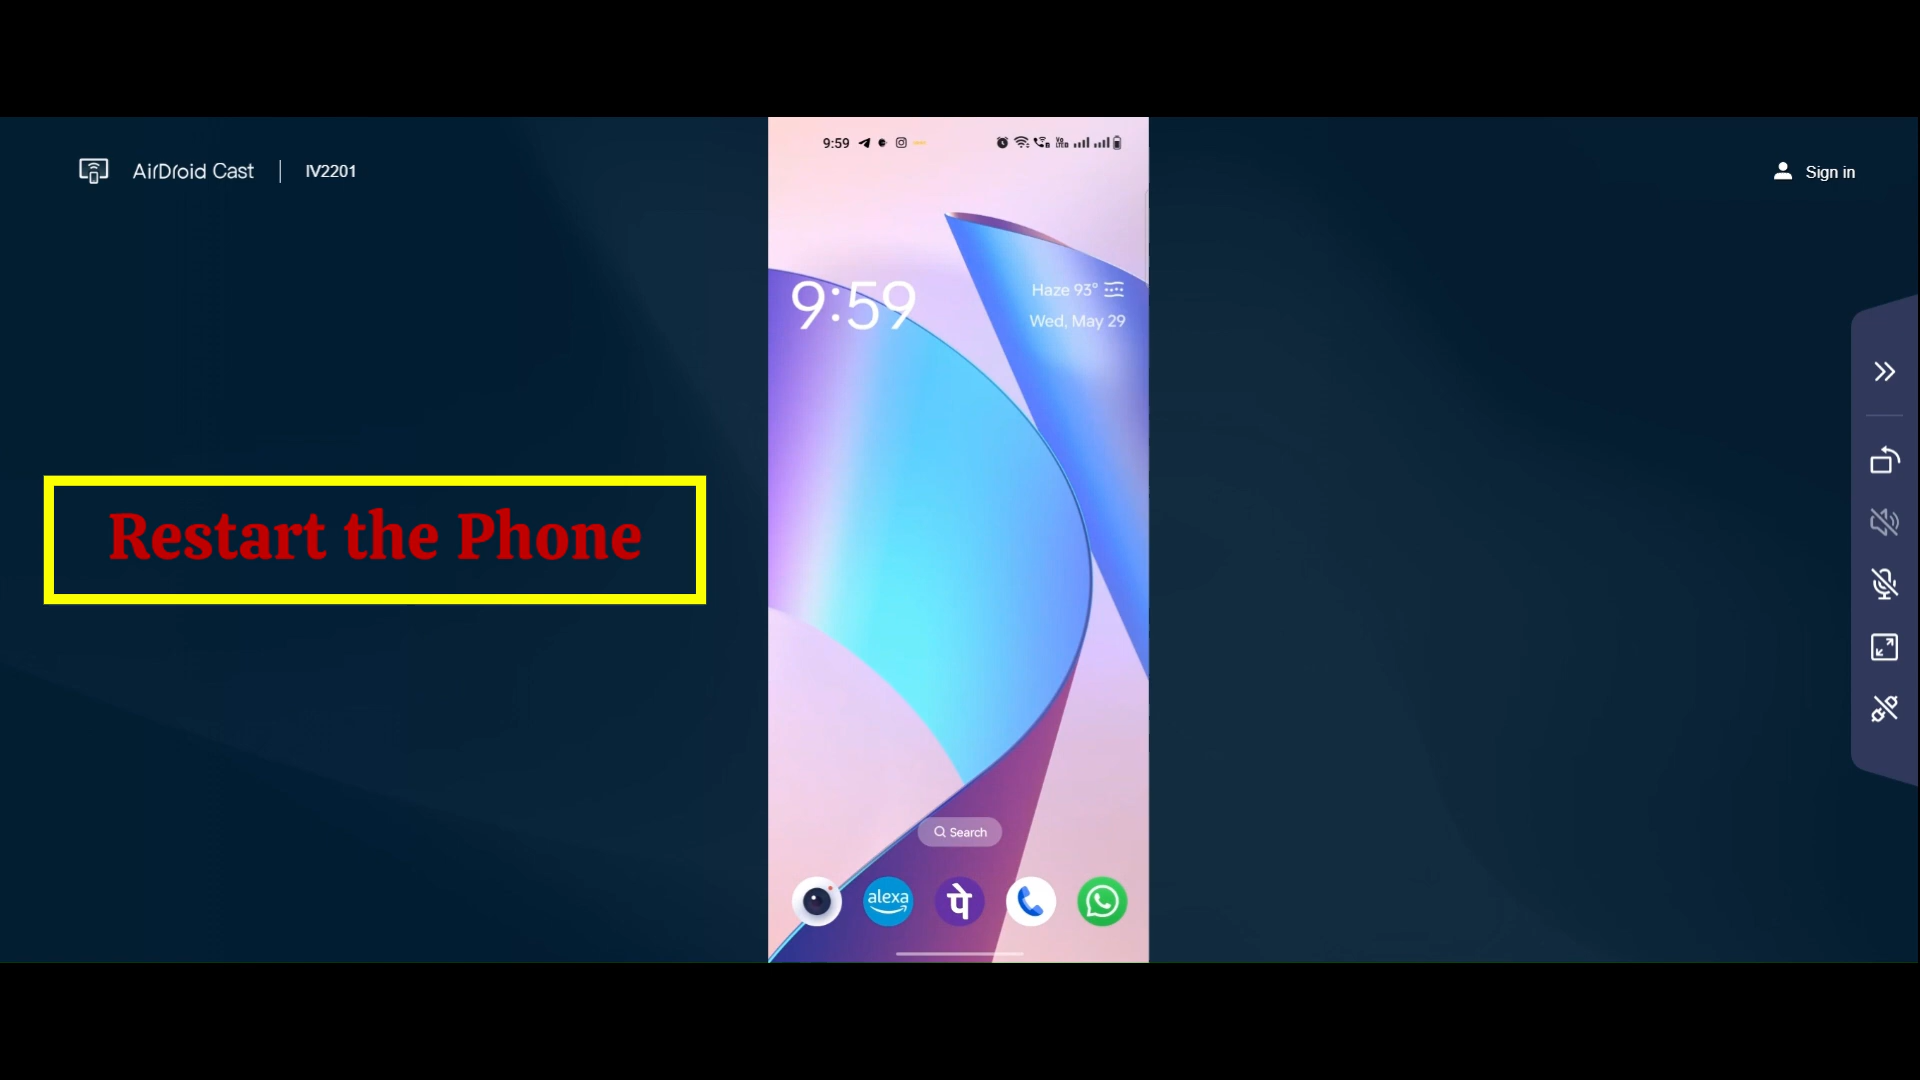 9:59
AirDroid Cast | IV2201
Sign in
9:59
Haze 93°
Wed, May 29
Restart the Phone
Search
alexa
पे